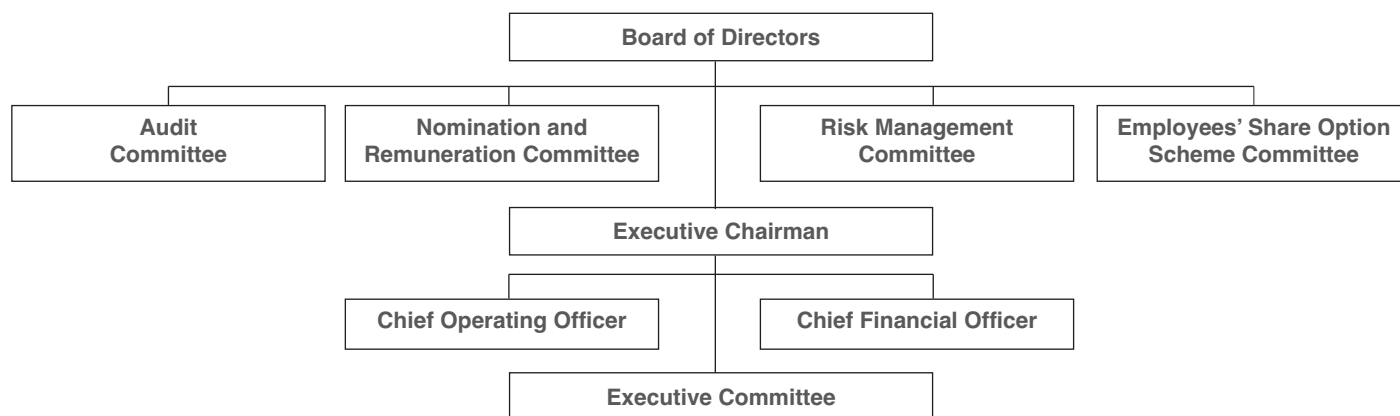 Board of Directors
Audit
Committee
Nomination and
Remuneration Committee
Risk Management
Committee
Employees’ Share Option
Scheme Committee
Executive Chairman
Chief Operating Officer
Chief Financial Officer
Executive Committee